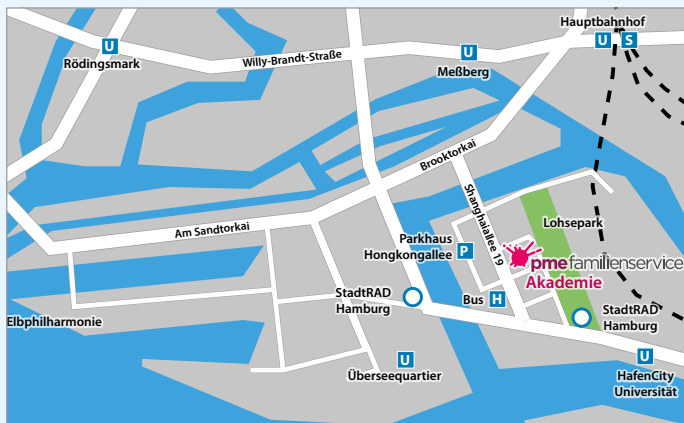 Hauptbahnhof
U S
U
Rödingsmark
Willy-Brandt-Straße
U
Meßberg
Brooktorkai
Shanghaiallee 19
Am Sandtorkai
Lohsepark
Parkhaus
Hongkongallee
P
pme familienservice
Akademie
StadtRAD
Hamburg
Bus
H
StadtRAD
Hamburg
Elbphilharmonie
U
Überseequartier
U
HafenCity
Universität